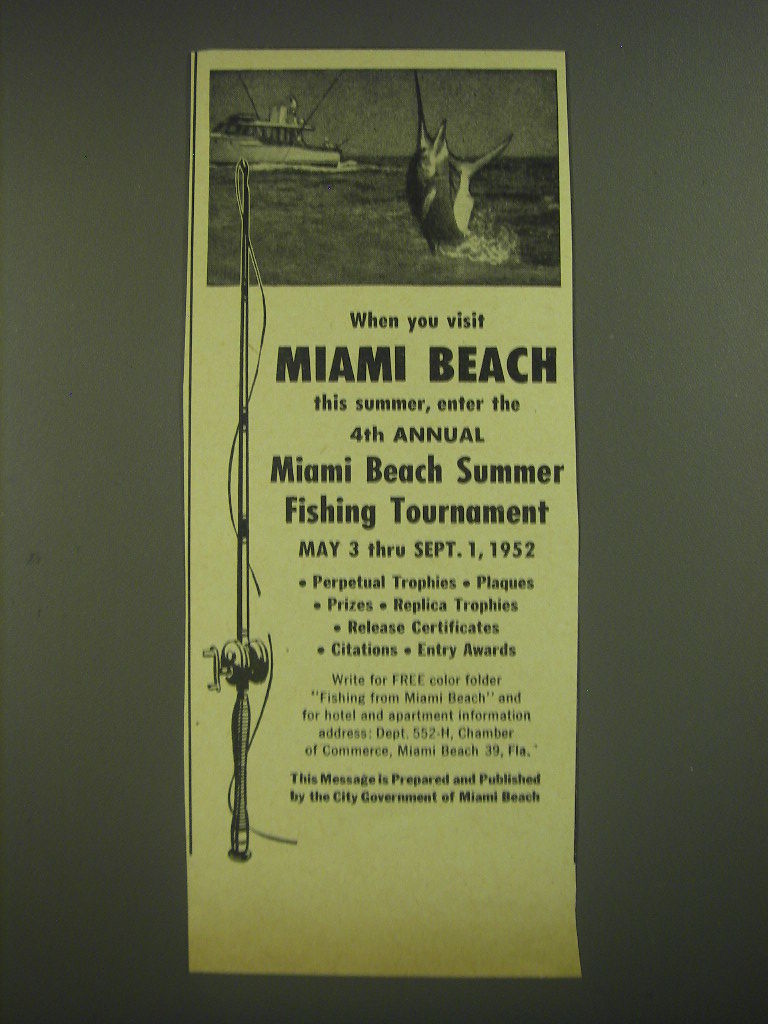 When you visit
MIAMI BEACH
this summer, enter the
4th ANNUAL
Miami Beach Summer
Fishing Tournament
MAY 3 thru SEPT. 1, 1952
• Perpetual Trophies • Plaques
• Prizes • Replica Trophies
• Release Certificates
• Citations • Entry Awards
Write for FREE color folder
"Fishing from Miami Beach" and
for hotel and apartment information
address: Dept. 552-H, Chamber
of Commerce, Miami Beach 39, Fla.
This Message is Prepared and Published
by the City Government of Miami Beach